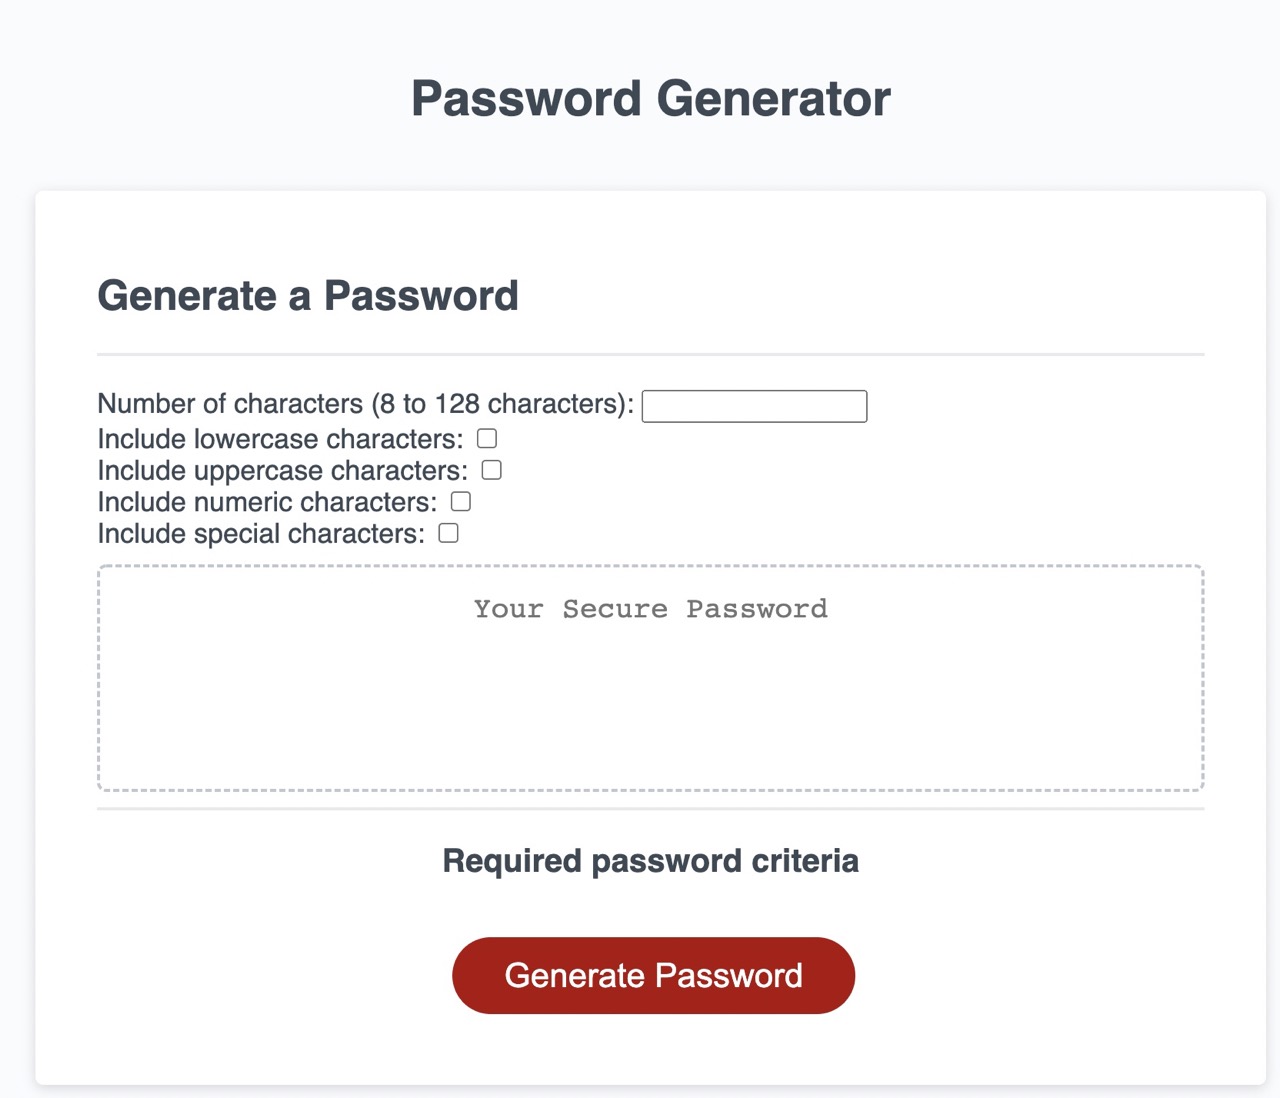 Password Generator
Generate a Password
Number of characters (8 to 128 characters):
Include lowercase characters:
Include uppercase characters:
Include numeric characters:
Include special characters:
Your Secure Password
Required password criteria
Generate Password